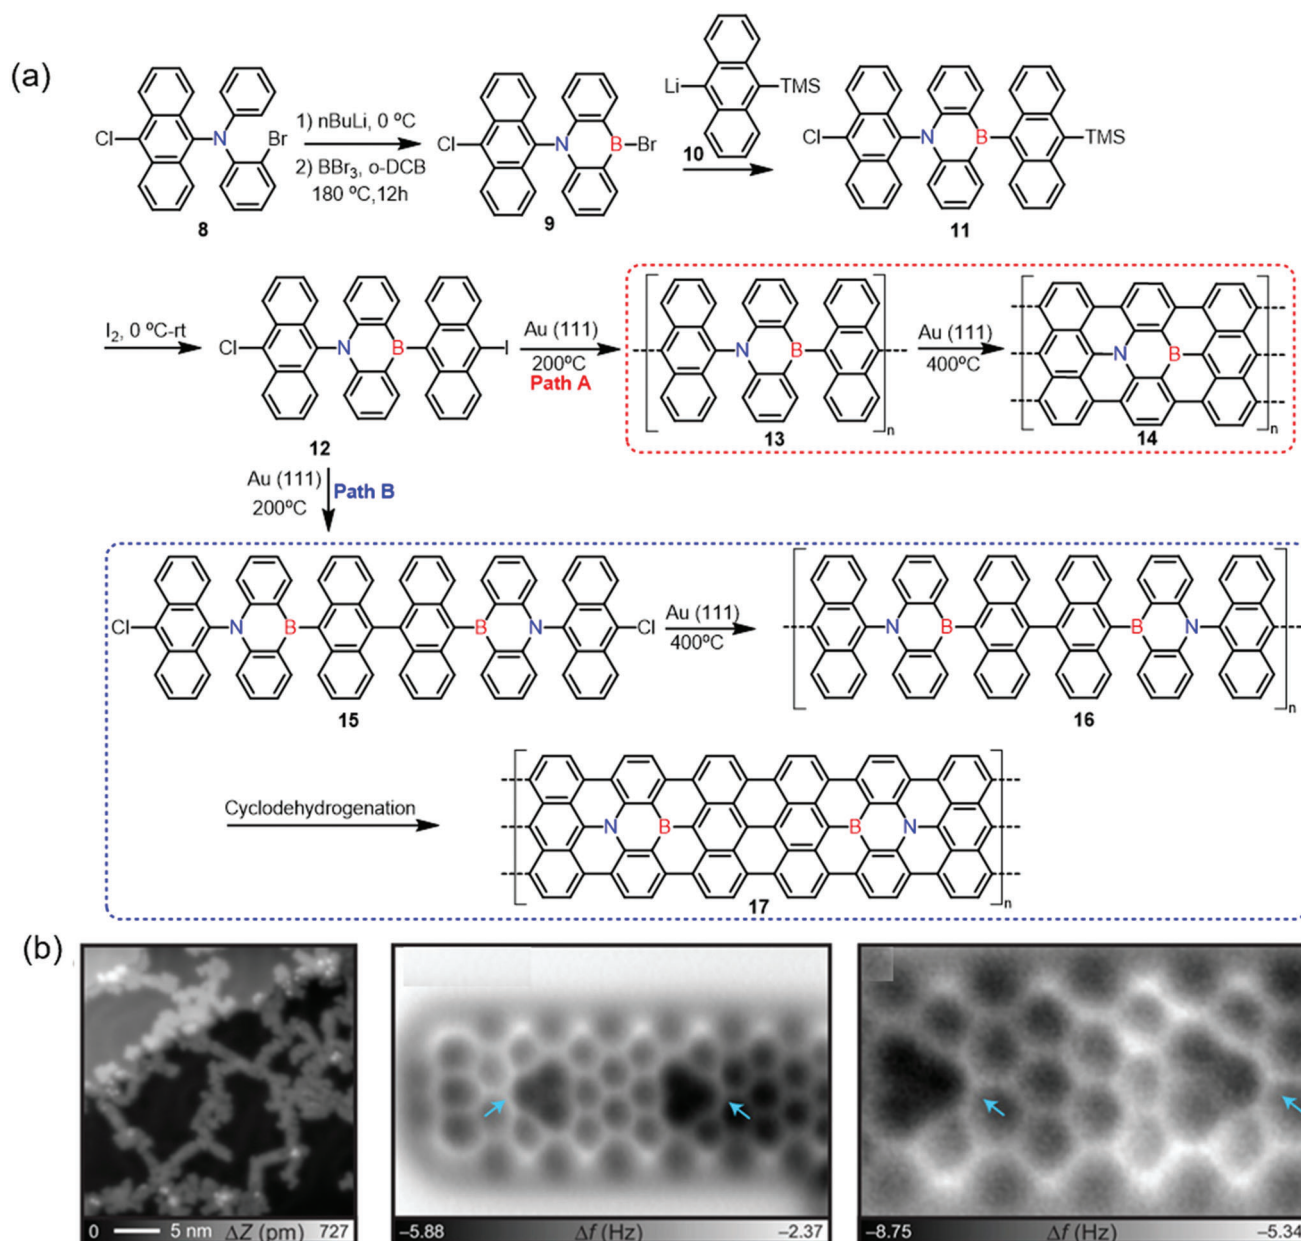 (a)
Cl
N
Br
8
1) nBuLi, 0 ºC
2) BBr3, o-DCB
180 ºC,12h
Cl
N
B
Br
9
Li
TMS
10
Cl
N
B
TMS
11
I2, 0 ºC-rt
Cl
N
B
I
12
Au (111)
200ºC
Path A
N
B
n
13
Au (111)
400ºC
N
B
n
14
Au (111)
200ºC
Path B
Cl
N
B
B
N
Cl
15
Au (111)
400ºC
N
B
B
N
n
16
Cyclodehydrogenation
N
B
B
N
n
17
(b)
0 5 nm ΔZ (pm) 727
−5.88 Δf (Hz) −2.37
−8.75 Δf (Hz) −5.34